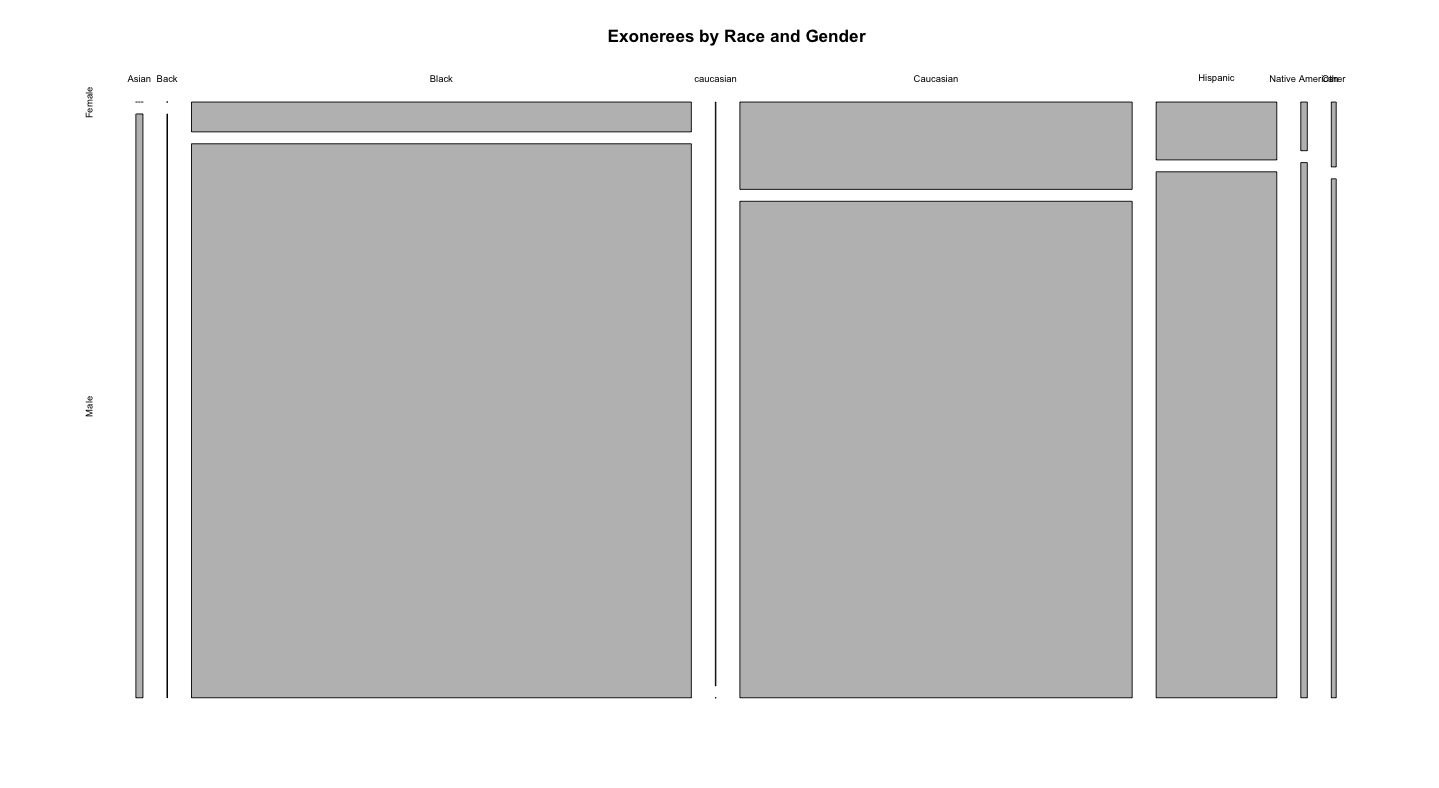 Exonerees by Race and Gender
Asian Back Black caucasian Caucasian Hispanic Native American Other
Female
Male